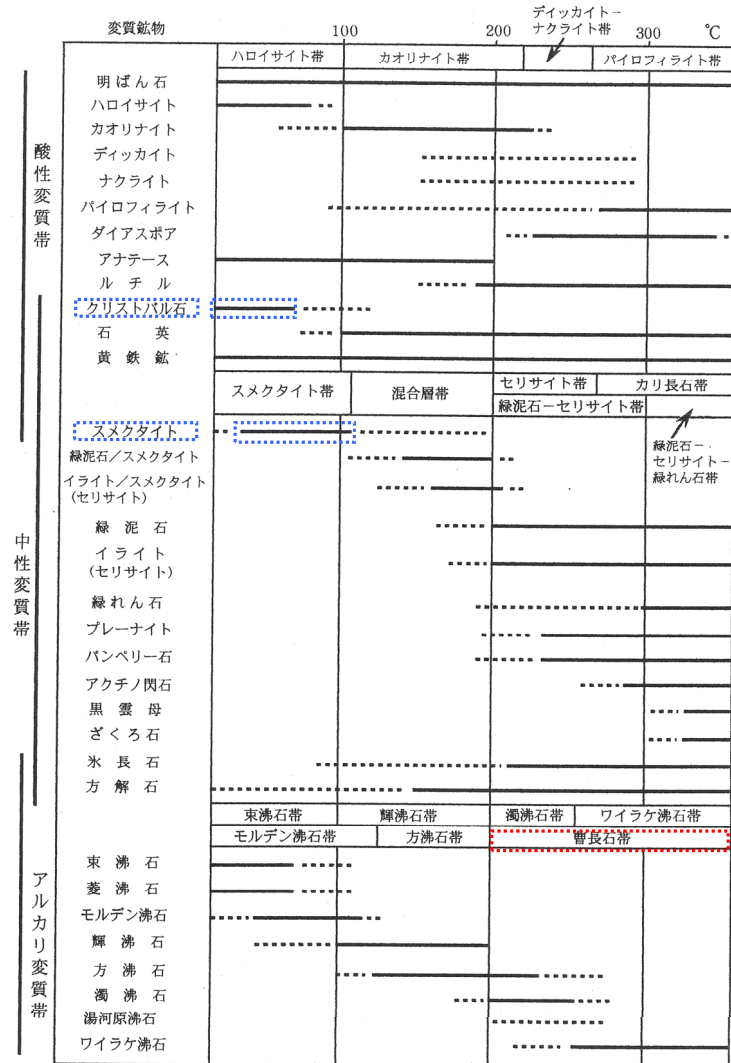 変質鉱物
100
200
300
℃
ディッカイト－
ナクライト帯
ハロイサイト帯
カオリナイト帯
パイロフィライト帯
酸性変質帯
明ばん石
ハロイサイト
カオリナイト
ディッカイト
ナクライト
パイロフィライト
ダイアスポア
アナテース
ルチル
クリストバル石
石英
黄鉄鉱
スメクタイト帯
混合層帯
セリサイト帯
カリ長石帯
緑泥石－セリサイト帯
緑泥石－
セリサイト－
緑れん石帯
中性変質帯
スメクタイト
緑泥石/スメクタイト
イライト/スメクタイト
(セリサイト)
緑泥石
イライト
(セリサイト)
緑れん石
プレーナイト
パンペリー石
アクチノ閃石
黒雲母
ざくろ石
氷長石
方解石
束沸石帯
輝沸石帯
濁沸石帯
ワイラケ沸石帯
モルデン沸石帯
方沸石帯
曹長石帯
アルカリ変質帯
束沸石
菱沸石
モルデン沸石
輝沸石
方沸石
濁沸石
湯河原沸石
ワイラケ沸石